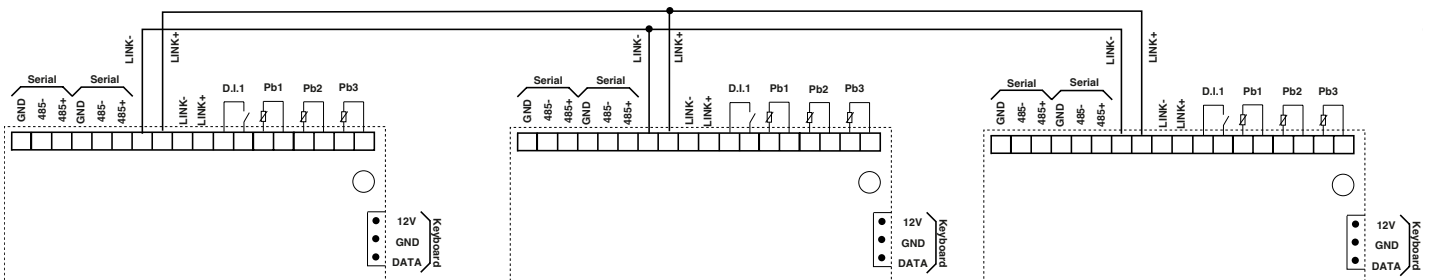 LINK- LINK+ LINK- LINK+ LINK- LINK+
Serial Serial
GND 485- 485+ GND 485- 485+ LINK- LINK+ D.I.1 Pb1 Pb2 Pb3
12V
GND
DATA
Keyboard
Serial Serial
GND 485- 485+ GND 485- 485+ LINK- LINK+ D.I.1 Pb1 Pb2 Pb3
12V
GND
DATA
Keyboard
Serial Serial
GND 485- 485+ GND 485- 485+ LINK- LINK+ D.I.1 Pb1 Pb2 Pb3
12V
GND
DATA
Keyboard